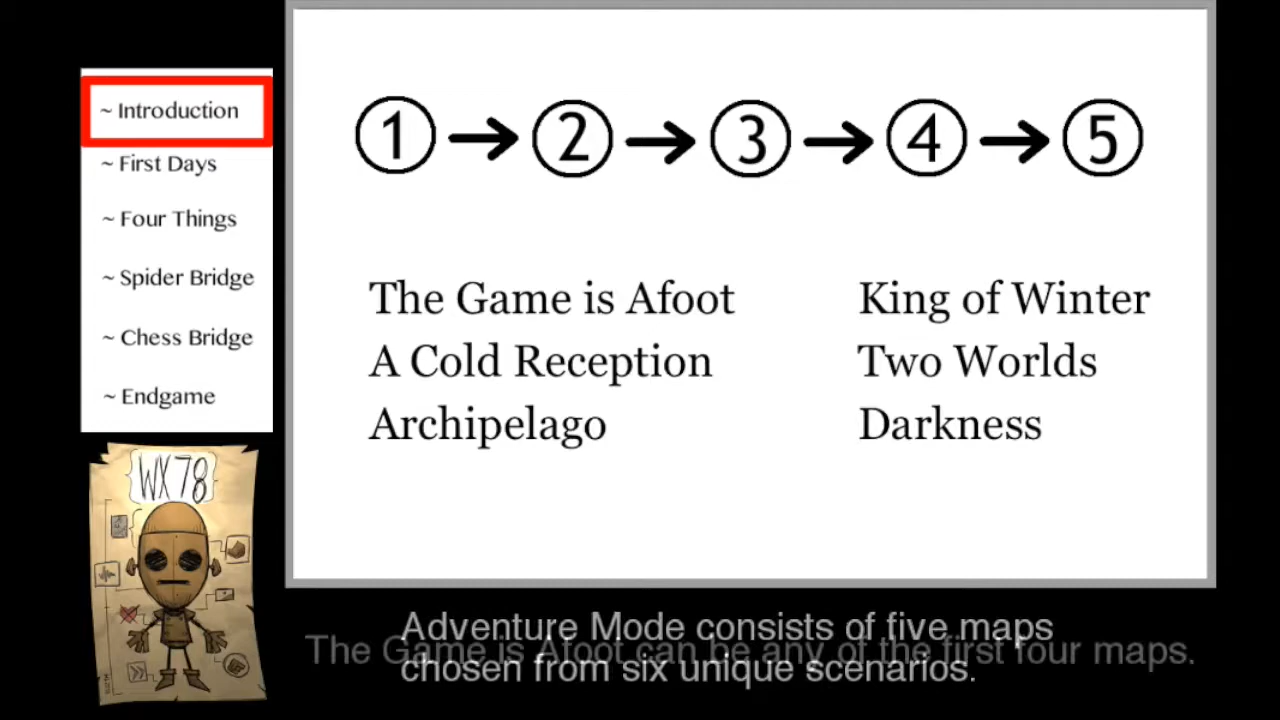 ~ Introduction
~ First Days
~ Four Things
~ Spider Bridge
~ Chess Bridge
~ Endgame
WX78
1 → 2 → 3 → 4 → 5
The Game is Afoot
A Cold Reception
Archipelago
King of Winter
Two Worlds
Darkness
Adventure Mode consists of five maps
chosen from six unique scenarios.
The Game is Afoot can be any of the first four maps.